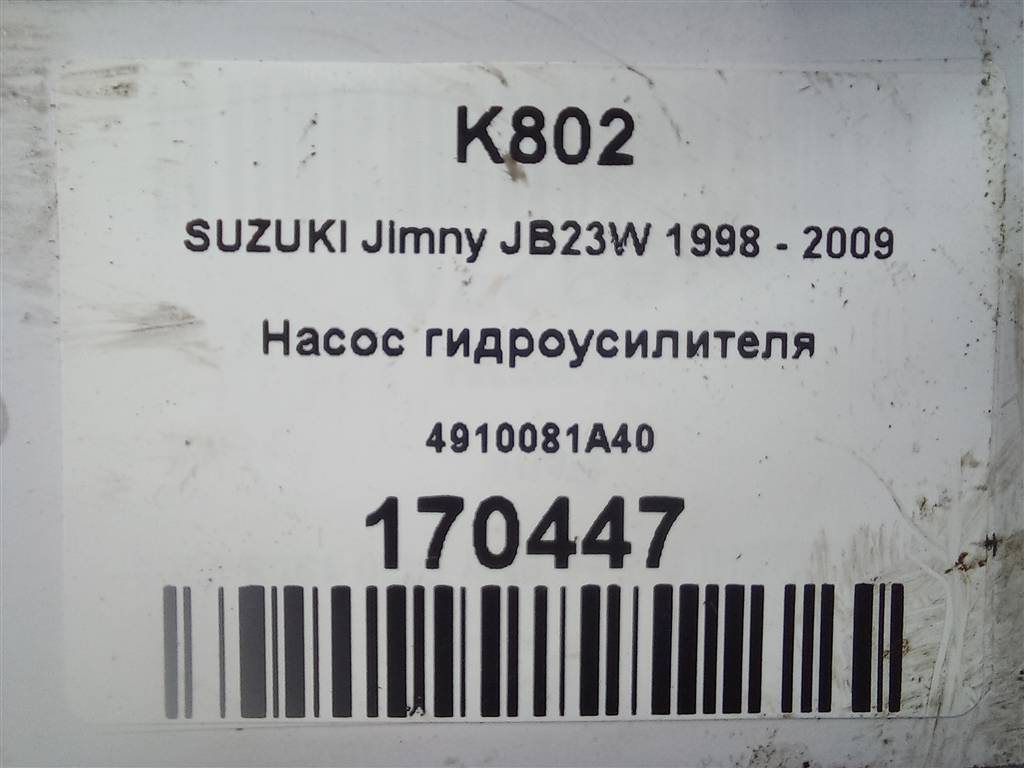 K802
SUZUKI Jimny JB23W 1998 - 2009
Насос гидроусилителя
4910081A40
170447